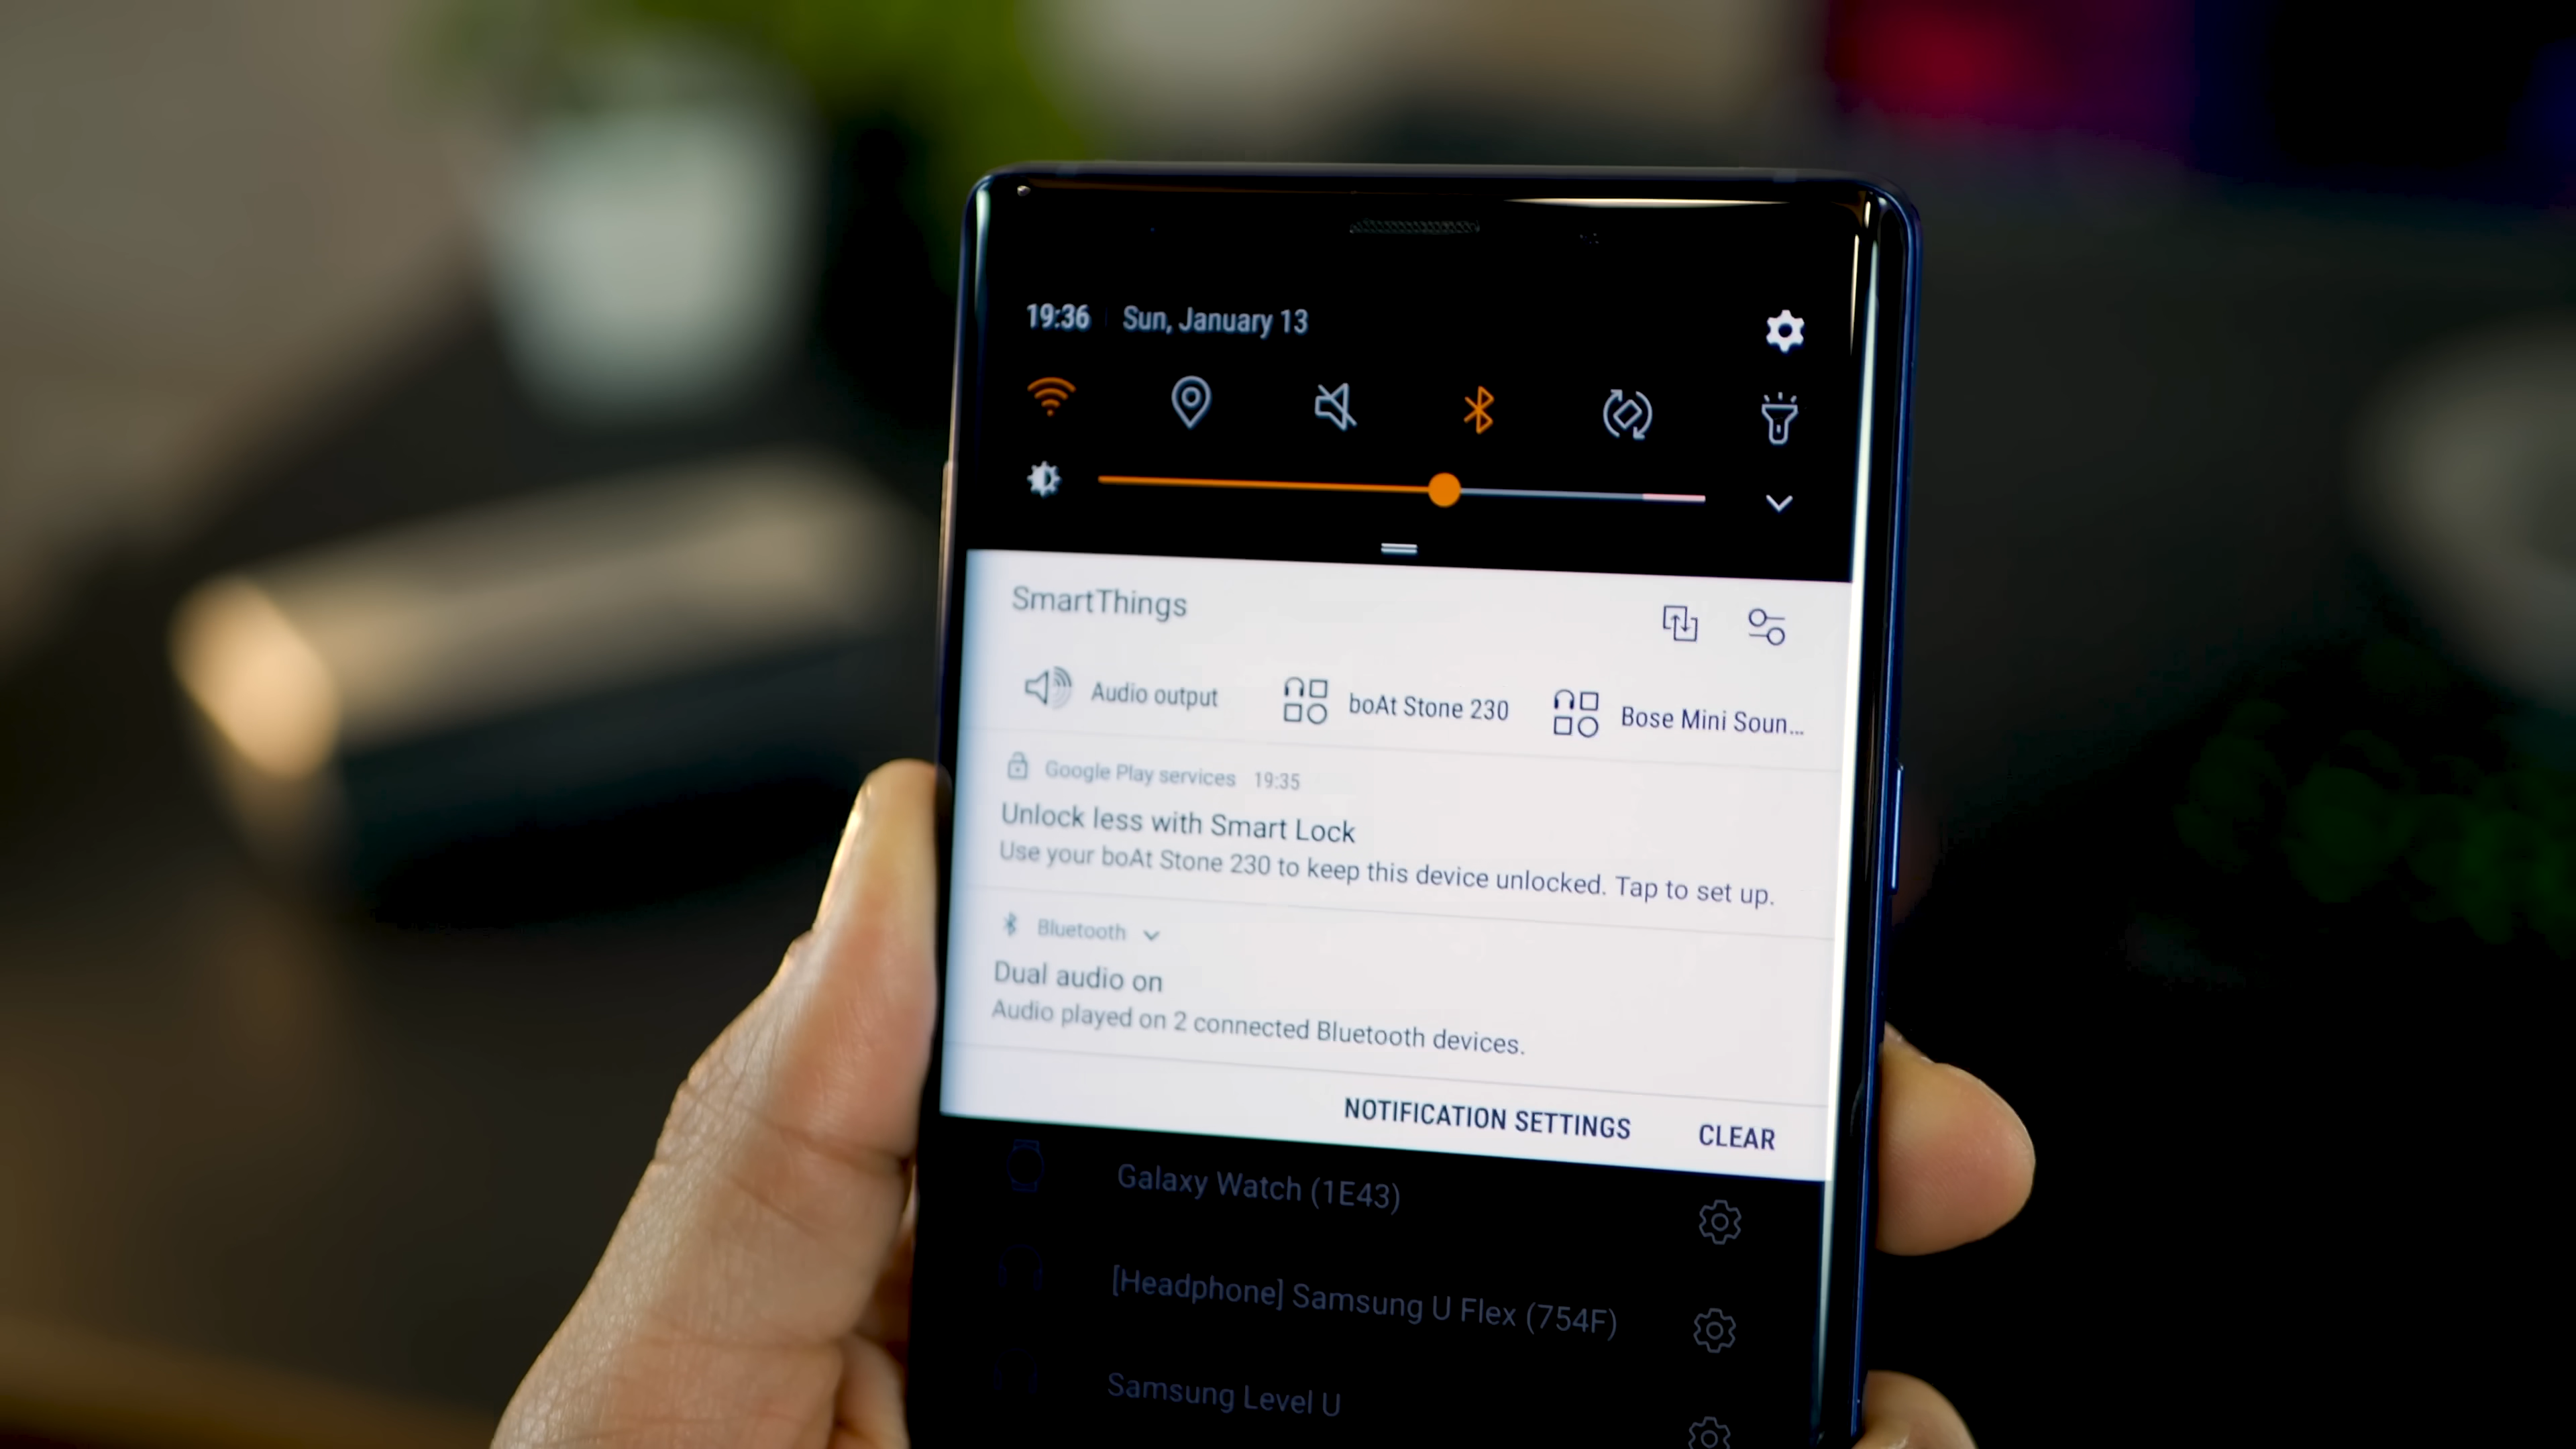 19:36 Sun, January 13
SmartThings
Audio output boAt Stone 230 Bose Mini Soun...
Google Play services 19:35
Unlock less with Smart Lock
Use your boAt Stone 230 to keep this device unlocked. Tap to set up.
Bluetooth
Dual audio on
Audio played on 2 connected Bluetooth devices.
NOTIFICATION SETTINGS CLEAR
Galaxy Watch (1E43)
[Headphone] Samsung U Flex (754F)
Samsung Level U